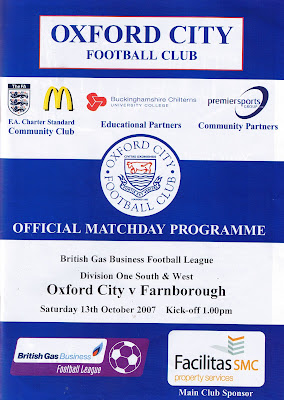 OXFORD CITY
FOOTBALL CLUB
The FA
F.A. Charter Standard
Community Club
Buckinghamshire Chilterns
UNIVERSITY COLLEGE
Educational Partners
premiersports
GROUP
Community Partners
OXFORD CITY
FOOTBALL CLUB
OFFICIAL MATCHDAY PROGRAMME
British Gas Business Football League
Division One South & West
Oxford City v Farnborough
Saturday 13th October 2007 Kick-off 1.00pm
British Gas Business
Football League
Facilitas SMC
property services
Main Club Sponsor